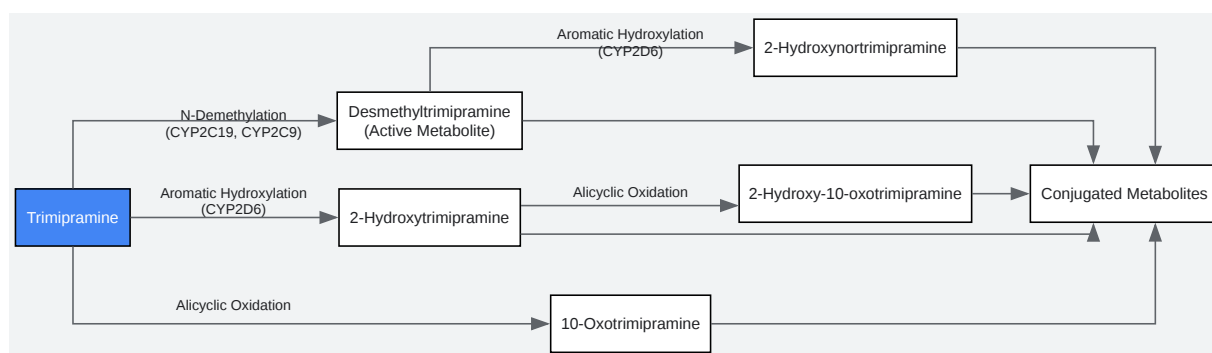 Aromatic Hydroxylation
(CYP2D6)
2-Hydroxynortrimipramine
N-Demethylation
(CYP2C19, CYP2C9)
Desmethyltrimipramine
(Active Metabolite)
Trimipramine
Aromatic Hydroxylation
(CYP2D6)
2-Hydroxytrimipramine
Alicyclic Oxidation
2-Hydroxy-10-oxotrimipramine
Conjugated Metabolites
Alicyclic Oxidation
10-Oxotrimipramine